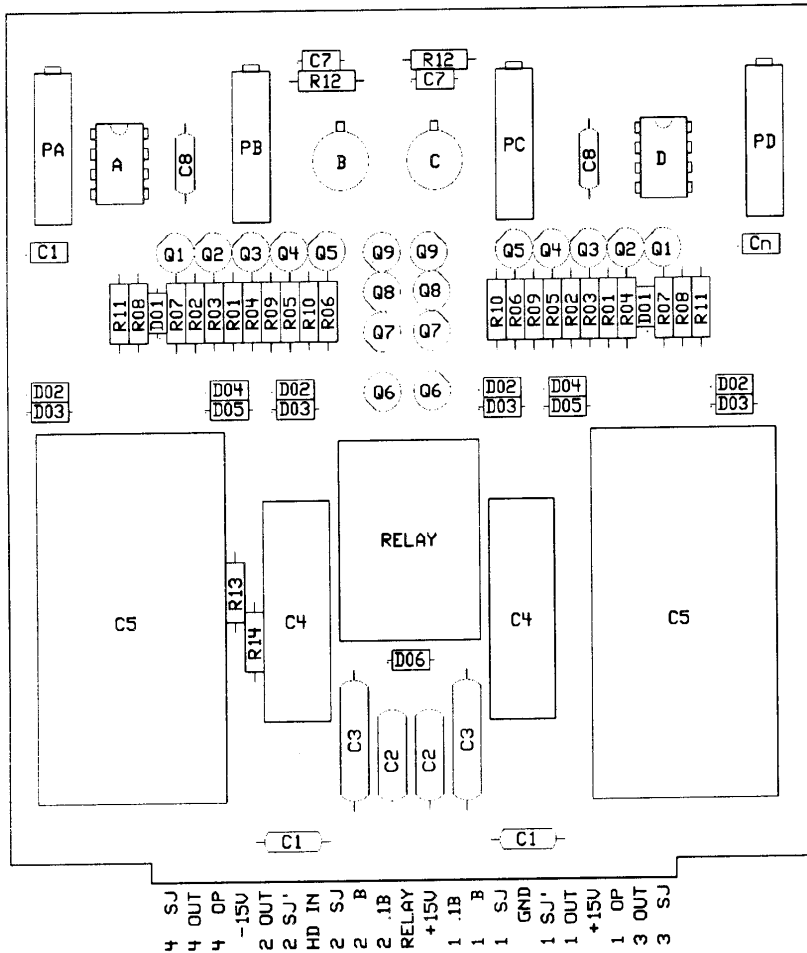 C7
R12
R12
C7
PA
A
C8
PB
B
C
PC
C8
D
PD
C1
Q1 Q2 Q3 Q4 Q5
Q9 Q9
Q5 Q4 Q3 Q2 Q1
Cn
Q8 Q8
R11 R08 D01 R07 R02 R03 R01 R04 R09 R05 R10 R06
R10 R06 R09 R05 R02 R03 R01 R04 D01 R07 R08 R11
Q7 Q7
D02 D04 D02
Q6 Q6
D02 D04 D02
D03 D05 D03
D03 D05 D03
RELAY
C5
R13
R14
C4
C4
C5
D06
C3
C2
C2
C3
C1
C1
4 SJ
4 OUT
4 OP
-15V
2 OUT
2 SJ'
HD IN
2 SJ
2 B
2 .1B
RELAY
+15V
1 .1B
1 B
1 SJ
GND
1 SJ'
1 OUT
+15V
1 OP
3 OUT
3 SJ